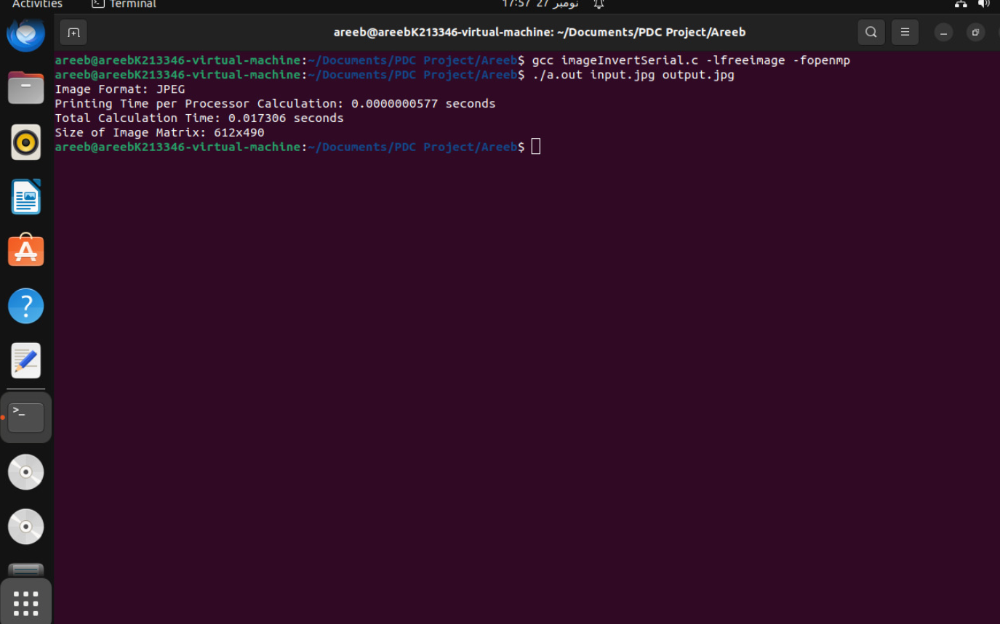 Activities
Terminal
17:57 27 نومبر
areeb@areebK213346-virtual-machine: ~/Documents/PDC Project/Areeb
areeb@areebK213346-virtual-machine:~/Documents/PDC Project/Areeb$ gcc imageInvertSerial.c -lfreeimage -fopenmp
areeb@areebK213346-virtual-machine:~/Documents/PDC Project/Areeb$ ./a.out input.jpg output.jpg
Image Format: JPEG
Printing Time per Processor Calculation: 0.0000000577 seconds
Total Calculation Time: 0.017306 seconds
Size of Image Matrix: 612x490
areeb@areebK213346-virtual-machine:~/Documents/PDC Project/Areeb$